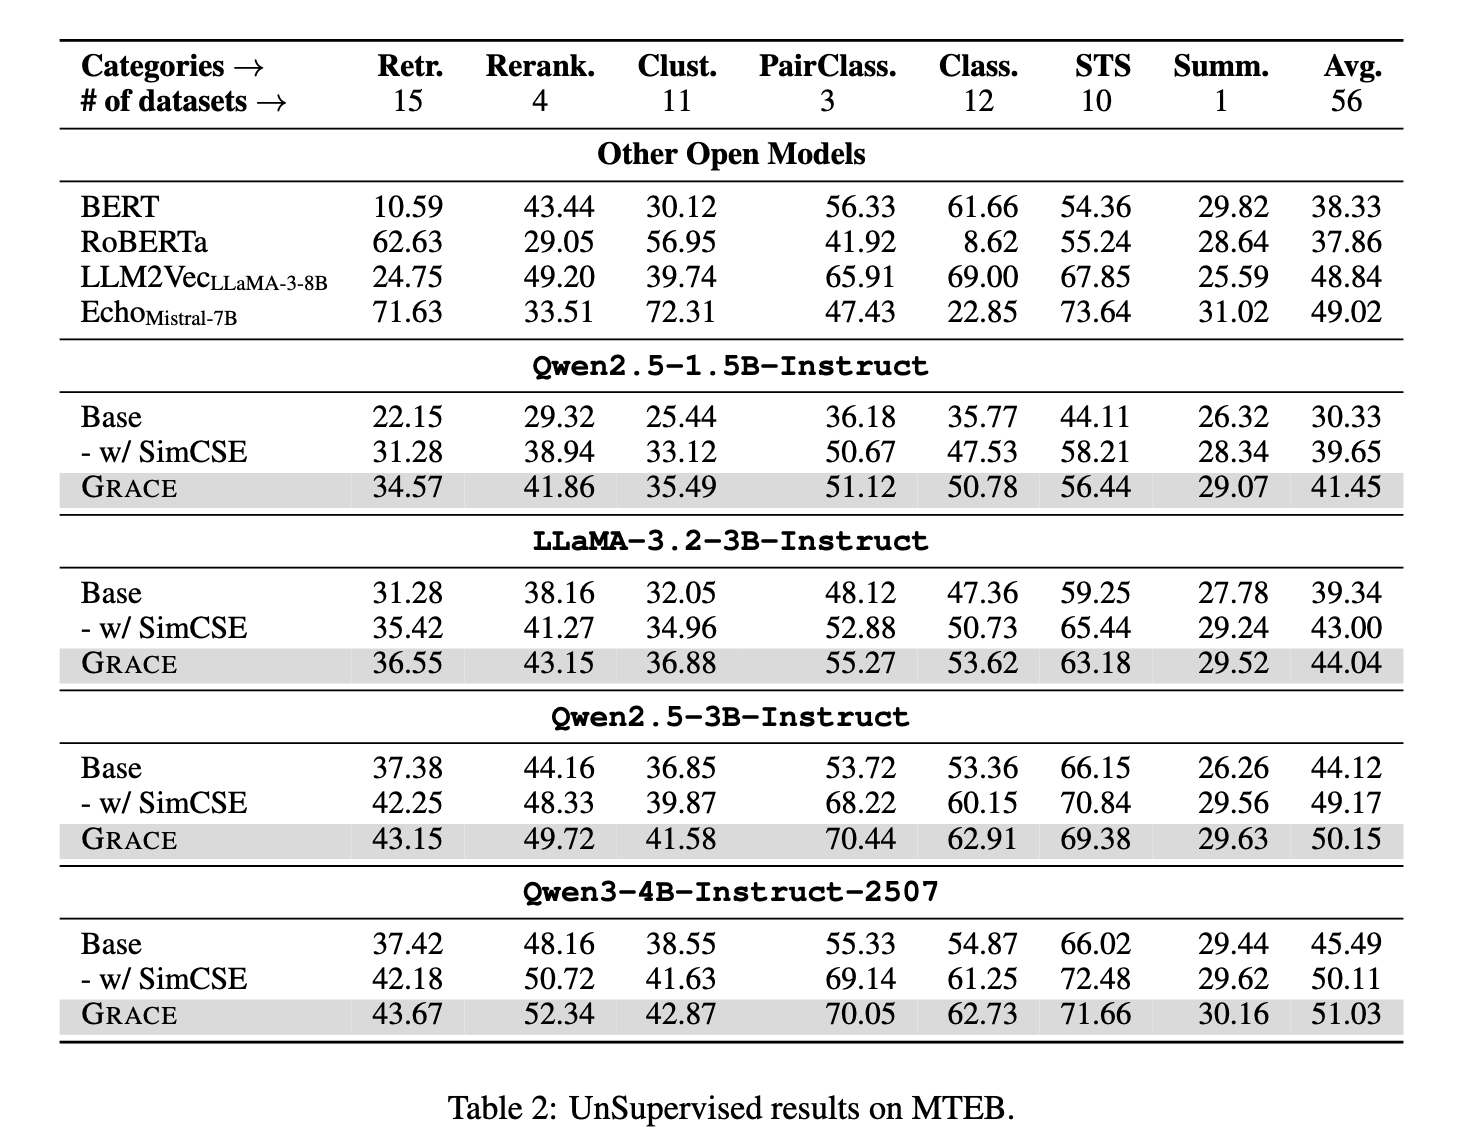 Categories → Retr. Rerank. Clust. PairClass. Class. STS Summ. Avg.
# of datasets → 15 4 11 3 12 10 1 56
Other Open Models
BERT 10.59 43.44 30.12 56.33 61.66 54.36 29.82 38.33
RoBERTa 62.63 29.05 56.95 41.92 8.62 55.24 28.64 37.86
LLM2Vec LLaMA-3-8B 24.75 49.20 39.74 65.91 69.00 67.85 25.59 48.84
Echo Mistral-7B 71.63 33.51 72.31 47.43 22.85 73.64 31.02 49.02
Qwen2.5-1.5B-Instruct
Base 22.15 29.32 25.44 36.18 35.77 44.11 26.32 30.33
- w/ SimCSE 31.28 38.94 33.12 50.67 47.53 58.21 28.34 39.65
GRACE 34.57 41.86 35.49 51.12 50.78 56.44 29.07 41.45
LLaMA-3.2-3B-Instruct
Base 31.28 38.16 32.05 48.12 47.36 59.25 27.78 39.34
- w/ SimCSE 35.42 41.27 34.96 52.88 50.73 65.44 29.24 43.00
GRACE 36.55 43.15 36.88 55.27 53.62 63.18 29.52 44.04
Qwen2.5-3B-Instruct
Base 37.38 44.16 36.85 53.72 53.36 66.15 26.26 44.12
- w/ SimCSE 42.25 48.33 39.87 68.22 60.15 70.84 29.56 49.17
GRACE 43.15 49.72 41.58 70.44 62.91 69.38 29.63 50.15
Qwen3-4B-Instruct-2507
Base 37.42 48.16 38.55 55.33 54.87 66.02 29.44 45.49
- w/ SimCSE 42.18 50.72 41.63 69.14 61.25 72.48 29.62 50.11
GRACE 43.67 52.34 42.87 70.05 62.73 71.66 30.16 51.03
Table 2: UnSupervised results on MTEB.